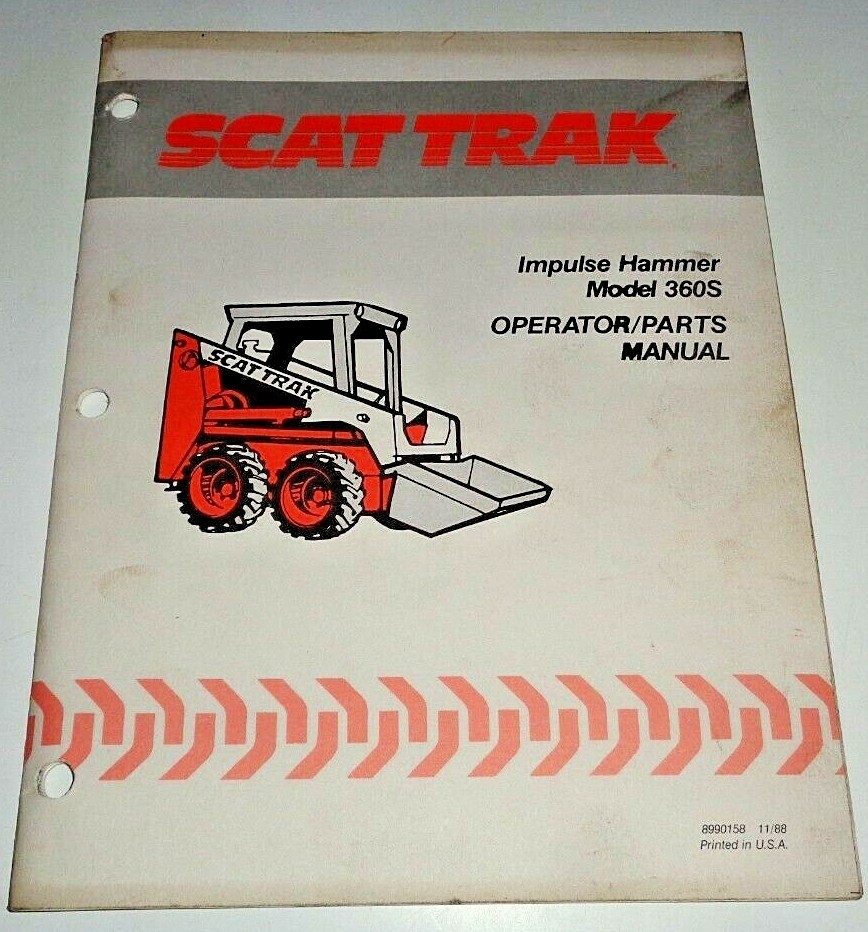 SCAT TRAK.
Impulse Hammer
Model 360S
OPERATOR/PARTS
MANUAL
SCAT TRAK
8990158 11/88
Printed in U.S.A.